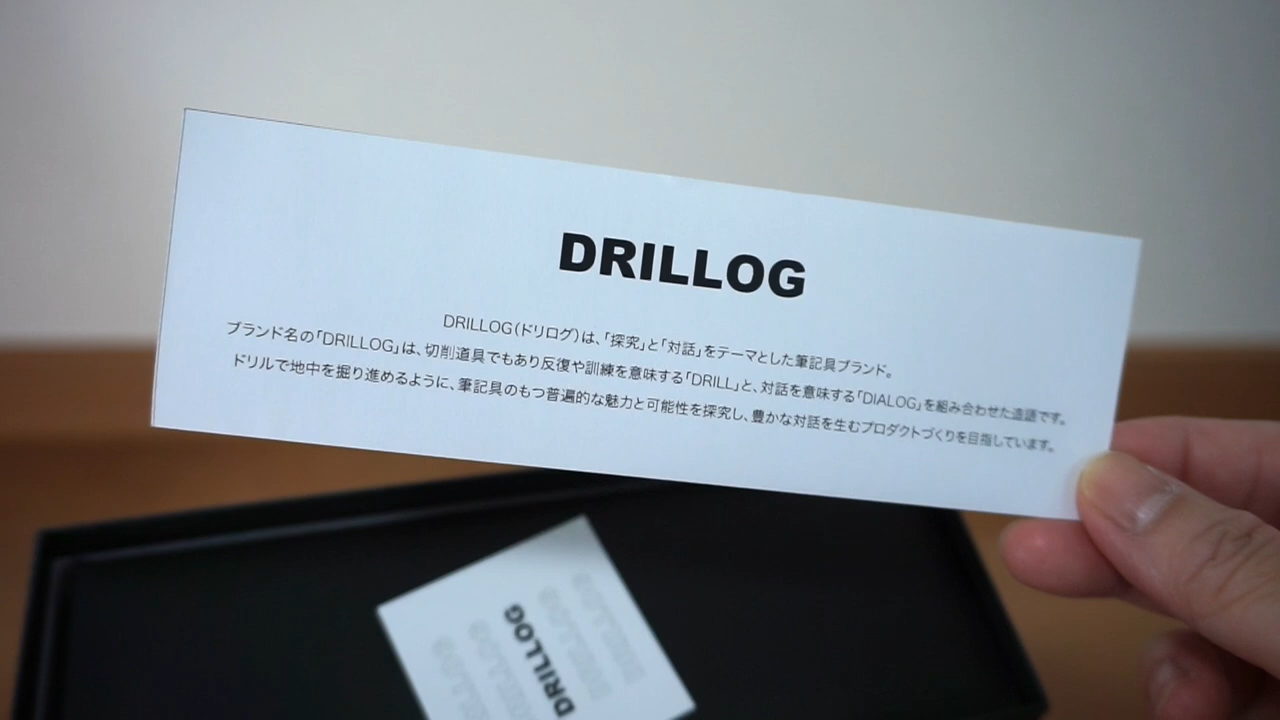 DRILLOG
DRILLOG(ドリログ)は、「探究」と「対話」をテーマとした筆記具ブランド。
ブランド名の「DRILLOG」は、切削道具でもあり反復や訓練を意味する「DRILL」と、対話を意味する「DIALOG」を組み合わせた造語です。
ドリルで地中を掘り進めるように、筆記具のもつ普遍的な魅力と可能性を探究し、豊かな対話を生むプロダクトづくりを目指しています。
DRILLOG